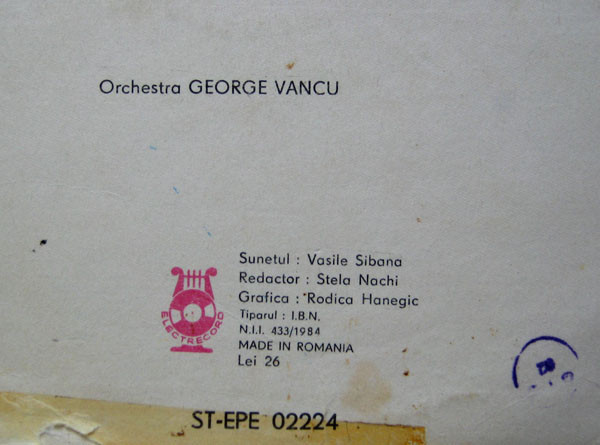 Orchestra GEORGE VANCU
Sunetul : Vasile Sibana
Redactor : Stela Nachi
Grafica : Rodica Hanegic
Tiparul : I.B.N.
N.I.I. 433/1984
MADE IN ROMANIA
Lei 26
ELECTRECORD
ST-EPE 02224